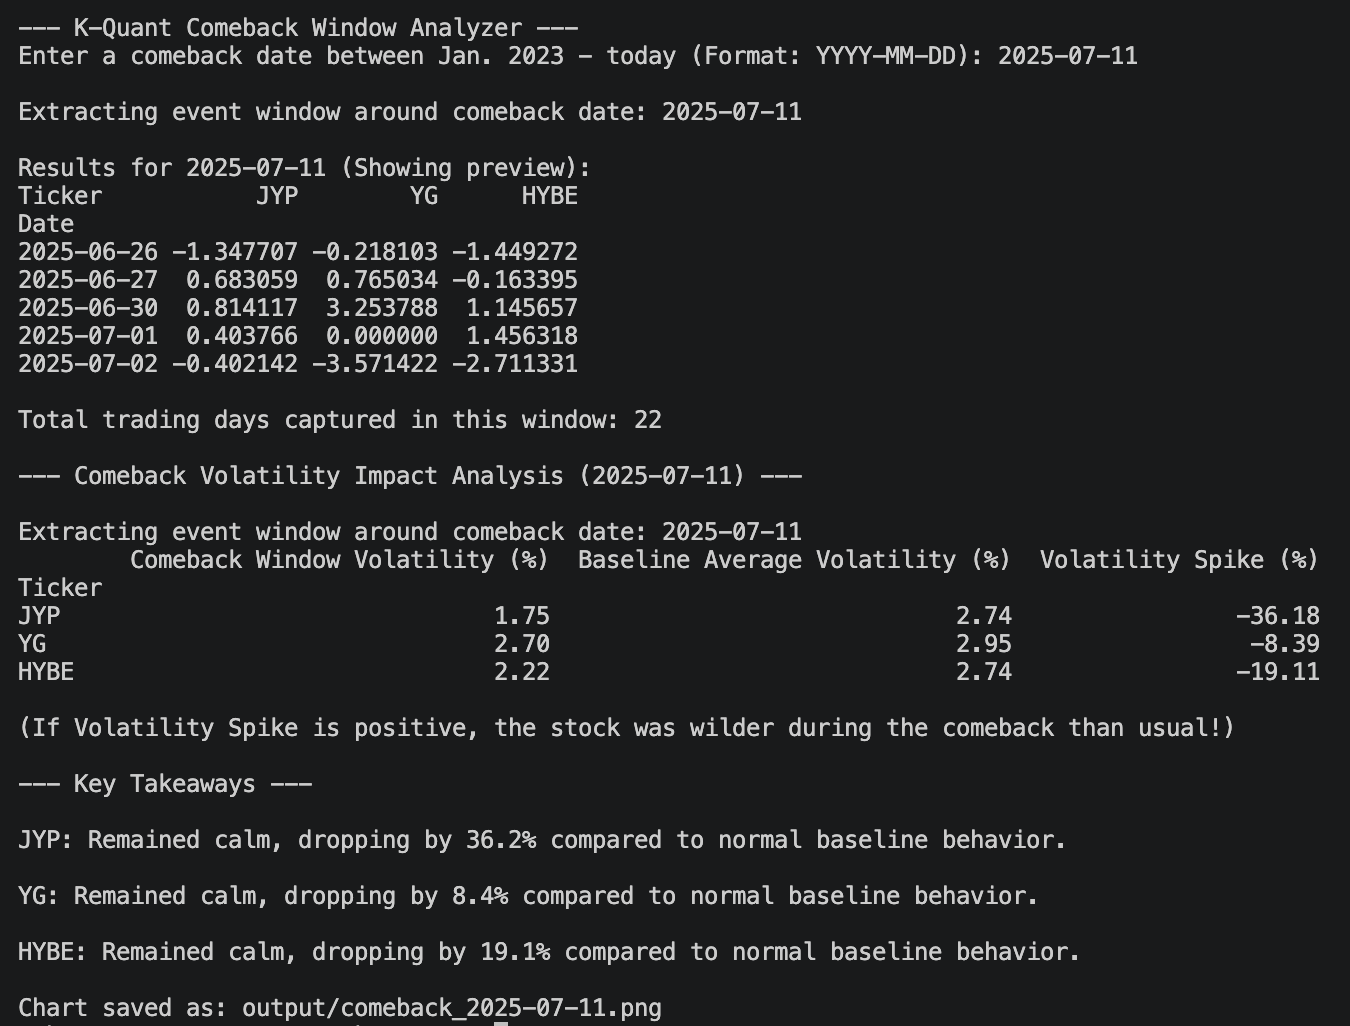 --- K-Quant Comeback Window Analyzer ---
Enter a comeback date between Jan. 2023 - today (Format: YYYY-MM-DD): 2025-07-11

Extracting event window around comeback date: 2025-07-11

Results for 2025-07-11 (Showing preview):
Ticker           JYP        YG      HYBE
Date
2025-06-26 -1.347707 -0.218103 -1.449272
2025-06-27  0.683059  0.765034 -0.163395
2025-06-30  0.814117  3.253788  1.145657
2025-07-01  0.403766  0.000000  1.456318
2025-07-02 -0.402142 -3.571422 -2.711331

Total trading days captured in this window: 22

--- Comeback Volatility Impact Analysis (2025-07-11) ---

Extracting event window around comeback date: 2025-07-11
        Comeback Window Volatility (%)  Baseline Average Volatility (%)  Volatility Spike (%)
Ticker
JYP                               1.75                             2.74                -36.18
YG                                2.70                             2.95                 -8.39
HYBE                              2.22                             2.74                -19.11

(If Volatility Spike is positive, the stock was wilder during the comeback than usual!)

--- Key Takeaways ---

JYP: Remained calm, dropping by 36.2% compared to normal baseline behavior.

YG: Remained calm, dropping by 8.4% compared to normal baseline behavior.

HYBE: Remained calm, dropping by 19.1% compared to normal baseline behavior.

Chart saved as: output/comeback_2025-07-11.png